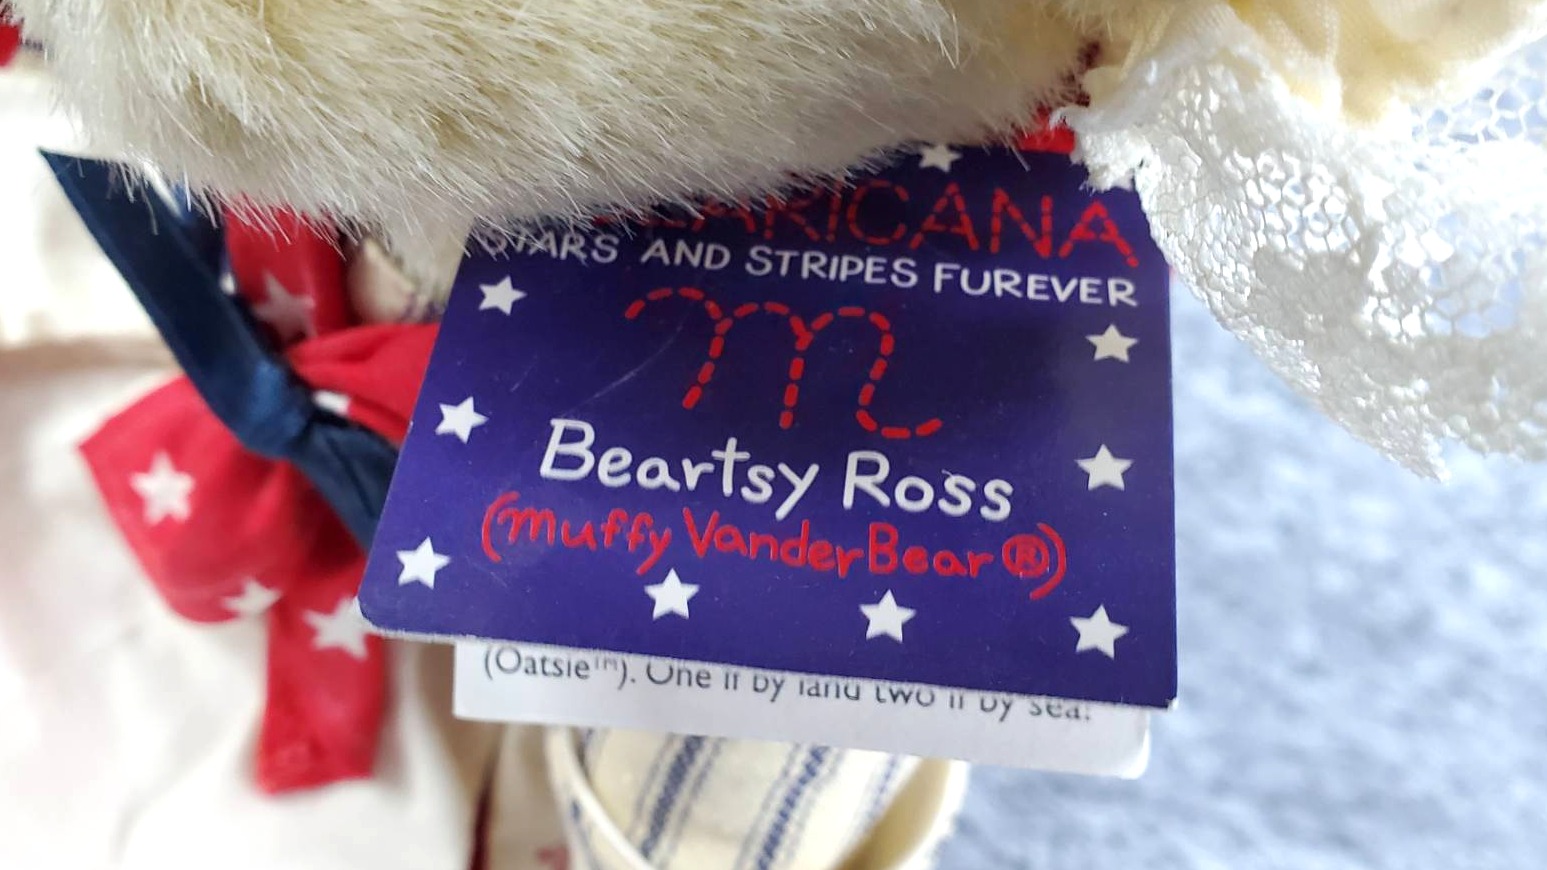 STARS AND STRIPES FUREVER
m
Beartsy Ross
(muffy VanderBear®)
(Oatsie™). One if by land two if by sea!